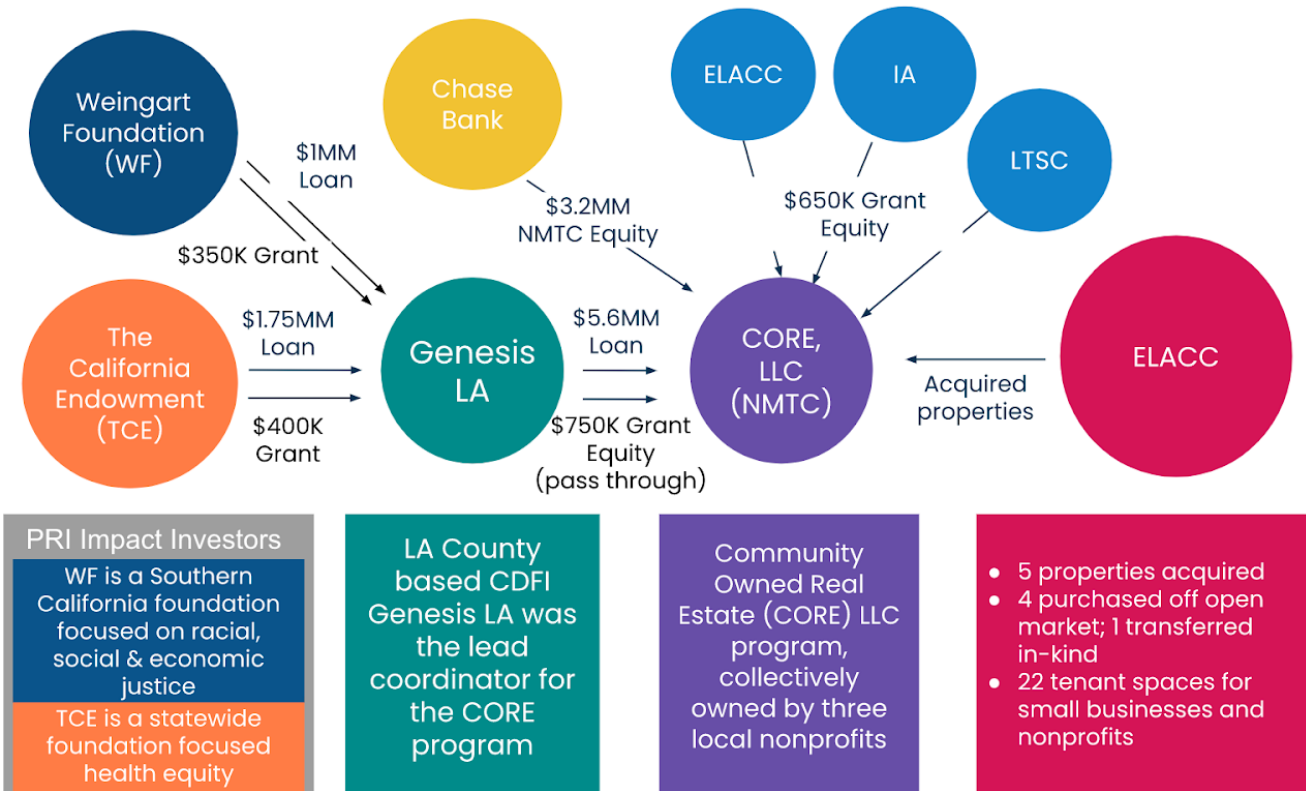 Weingart
Foundation
(WF)
$1MM
Loan
$350K Grant
Chase
Bank
$3.2MM
NMTC Equity
ELACC
IA
LTSC
$650K Grant
Equity
The
California
Endowment
(TCE)
$1.75MM
Loan
$400K
Grant
Genesis
LA
$5.6MM
Loan
$750K Grant
Equity
(pass through)
CORE,
LLC
(NMTC)
Acquired
properties
ELACC
PRI Impact Investors
WF is a Southern
California foundation
focused on racial,
social & economic
justice
TCE is a statewide
foundation focused
health equity
LA County
based CDFI
Genesis LA was
the lead
coordinator for
the CORE
program
Community
Owned Real
Estate (CORE) LLC
program,
collectively
owned by three
local nonprofits
● 5 properties acquired
● 4 purchased off open
market; 1 transferred
in-kind
● 22 tenant spaces for
small businesses and
nonprofits